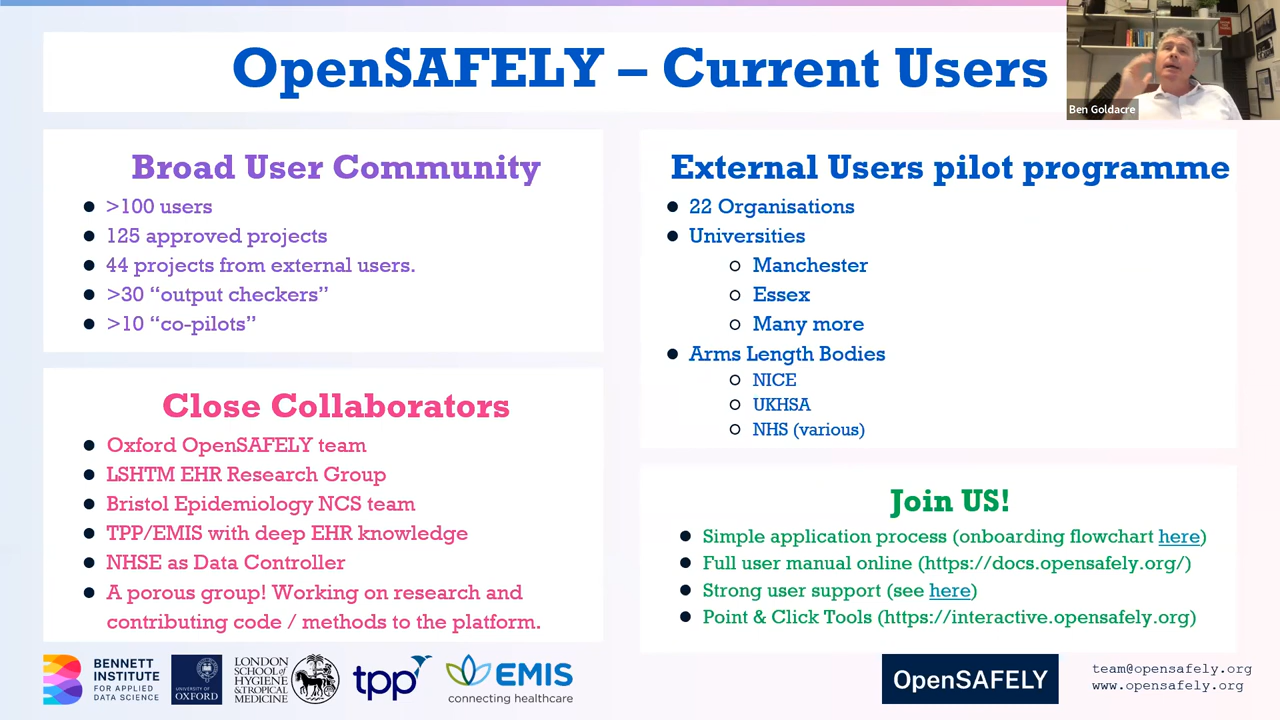 OpenSAFELY – Current Users
Ben Goldacre
Broad User Community
>100 users
125 approved projects
44 projects from external users.
>30 “output checkers”
>10 “co-pilots”
Close Collaborators
Oxford OpenSAFELY team
LSHTM EHR Research Group
Bristol Epidemiology NCS team
TPP/EMIS with deep EHR knowledge
NHSE as Data Controller
A porous group! Working on research and
contributing code / methods to the platform.
External Users pilot programme
22 Organisations
Universities
Manchester
Essex
Many more
Arms Length Bodies
NICE
UKHSA
NHS (various)
Join US!
Simple application process (onboarding flowchart here)
Full user manual online (https://docs.opensafely.org/)
Strong user support (see here)
Point & Click Tools (https://interactive.opensafely.org)
BENNETT
INSTITUTE
FOR APPLIED
DATA SCIENCE
UNIVERSITY OF
OXFORD
LONDON
SCHOOL of
HYGIENE
&TROPICAL
MEDICINE
tpp
EMIS
connecting healthcare
OpenSAFELY
team@opensafely.org
www.opensafely.org